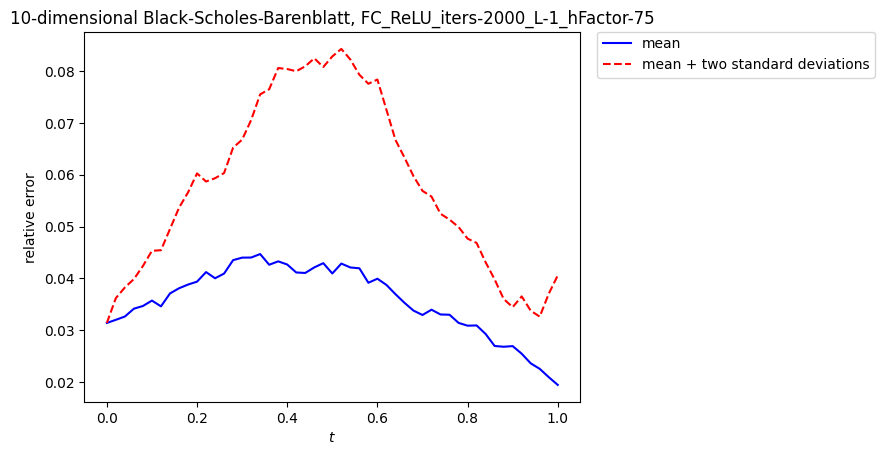 10-dimensional Black-Scholes-Barenblatt, FC_ReLU_iters-2000_L-1_hFactor-75
mean
mean + two standard deviations
relative error
0.08
0.07
0.06
0.05
0.04
0.03
0.02
0.0 0.2 0.4 0.6 0.8 1.0
t